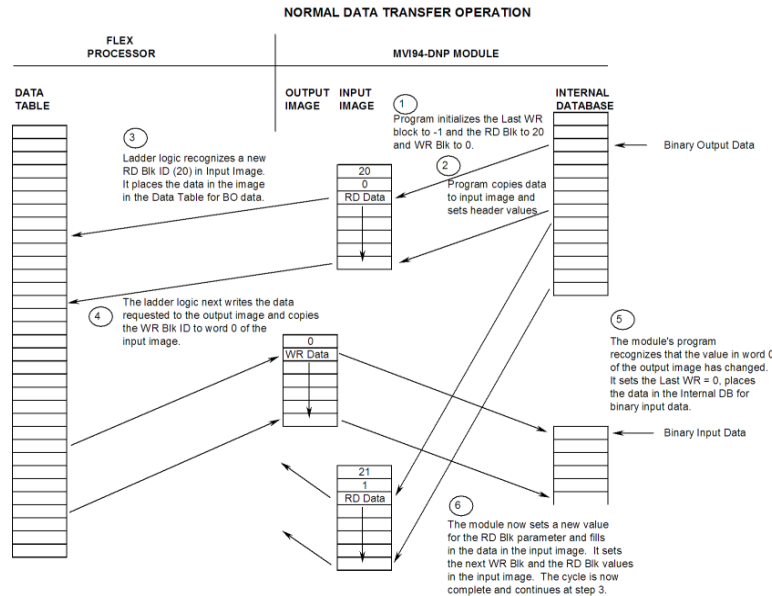 NORMAL DATA TRANSFER OPERATION
FLEX
PROCESSOR
MVI94-DNP MODULE
DATA
TABLE
OUTPUT
IMAGE
INPUT
IMAGE
INTERNAL
DATABASE
1
Program initializes the Last WR
block to -1 and the RD Blk to 20
and WR Blk to 0.
Binary Output Data
3
Ladder logic recognizes a new
RD Blk ID (20) in Input Image.
It places the data in the image
in the Data Table for BO data.
20
0
RD Data
2
Program copies data
to input image and
sets header values
4
The ladder logic next writes the data
requested to the output image and copies
the WR Blk ID to word 0 of the
input image.
0
WR Data
5
The module's program
recognizes that the value in word 0
of the output image has changed.
It sets the Last WR = 0, places
the data in the Internal DB for
binary input data.
Binary Input Data
21
1
RD Data
6
The module now sets a new value
for the RD Blk parameter and fills
in the data in the input image. It sets
the next WR Blk and the RD Blk values
in the input image. The cycle is now
complete and continues at step 3.